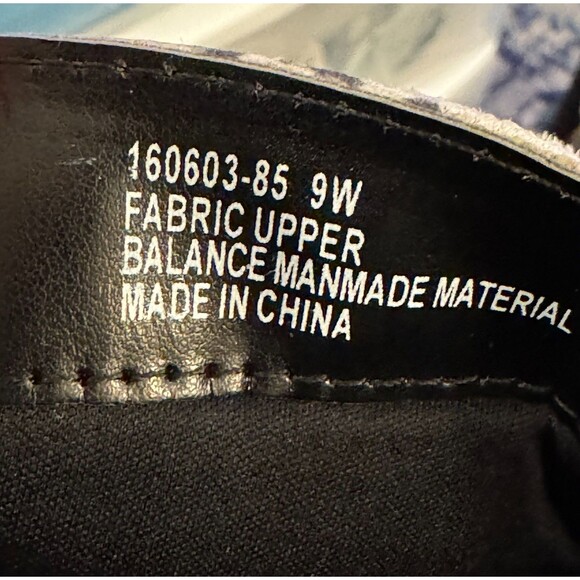 160603-85 9W
FABRIC UPPER
BALANCE MANMADE MATERIAL
MADE IN CHINA